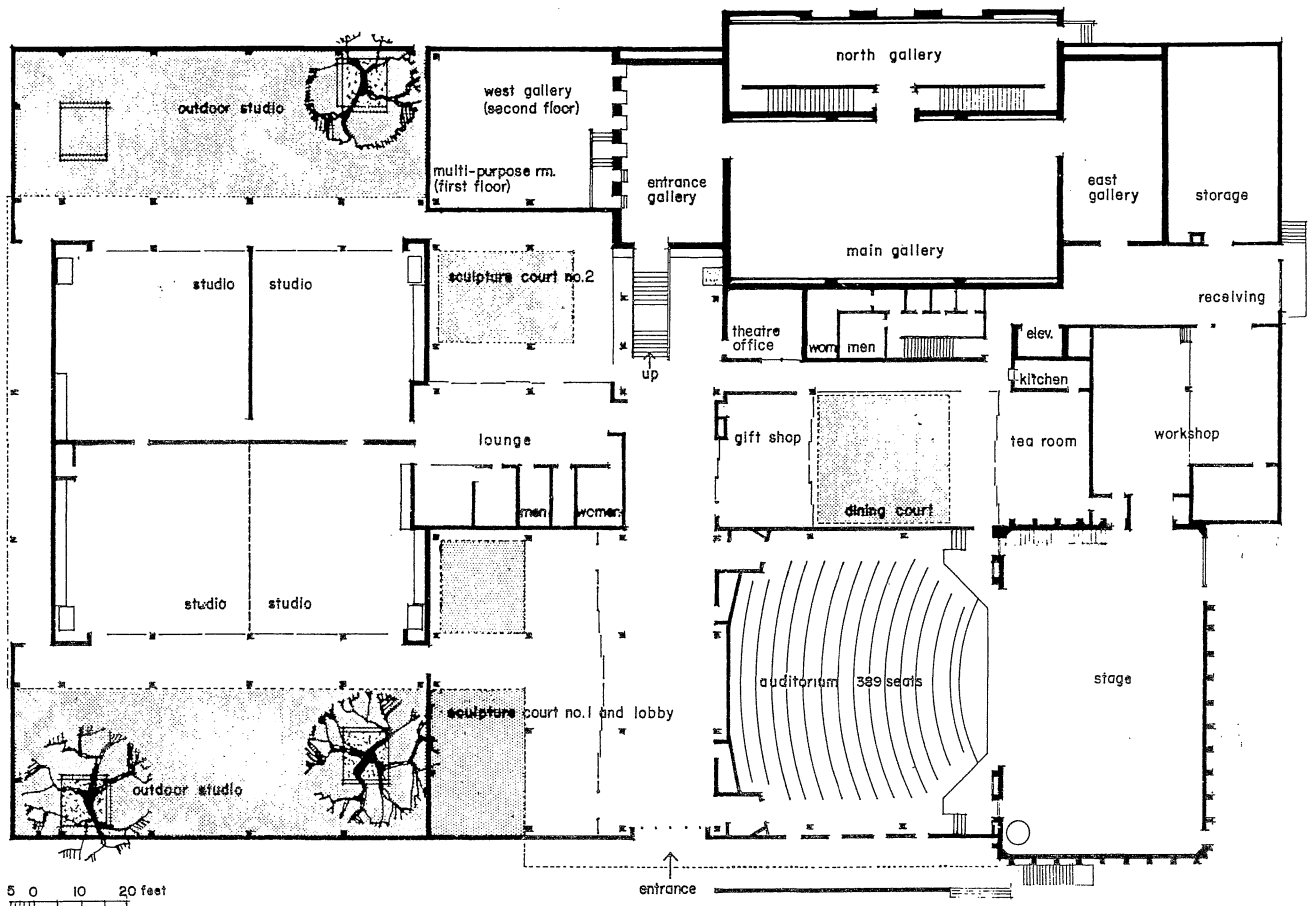 north gallery
outdoor studio
west gallery
(second floor)
multi-purpose rm.
(first floor)
entrance
gallery
east
gallery
storage
main gallery
sculpture court no.2
studio
studio
receiving
theatre
office
wom
men
elev.
up
kitchen
lounge
gift shop
tea room
workshop
men
women
dining court
studio
studio
auditorium 389 seats
stage
sculpture court no.1 and lobby
outdoor studio
entrance
5 0 10 20 feet